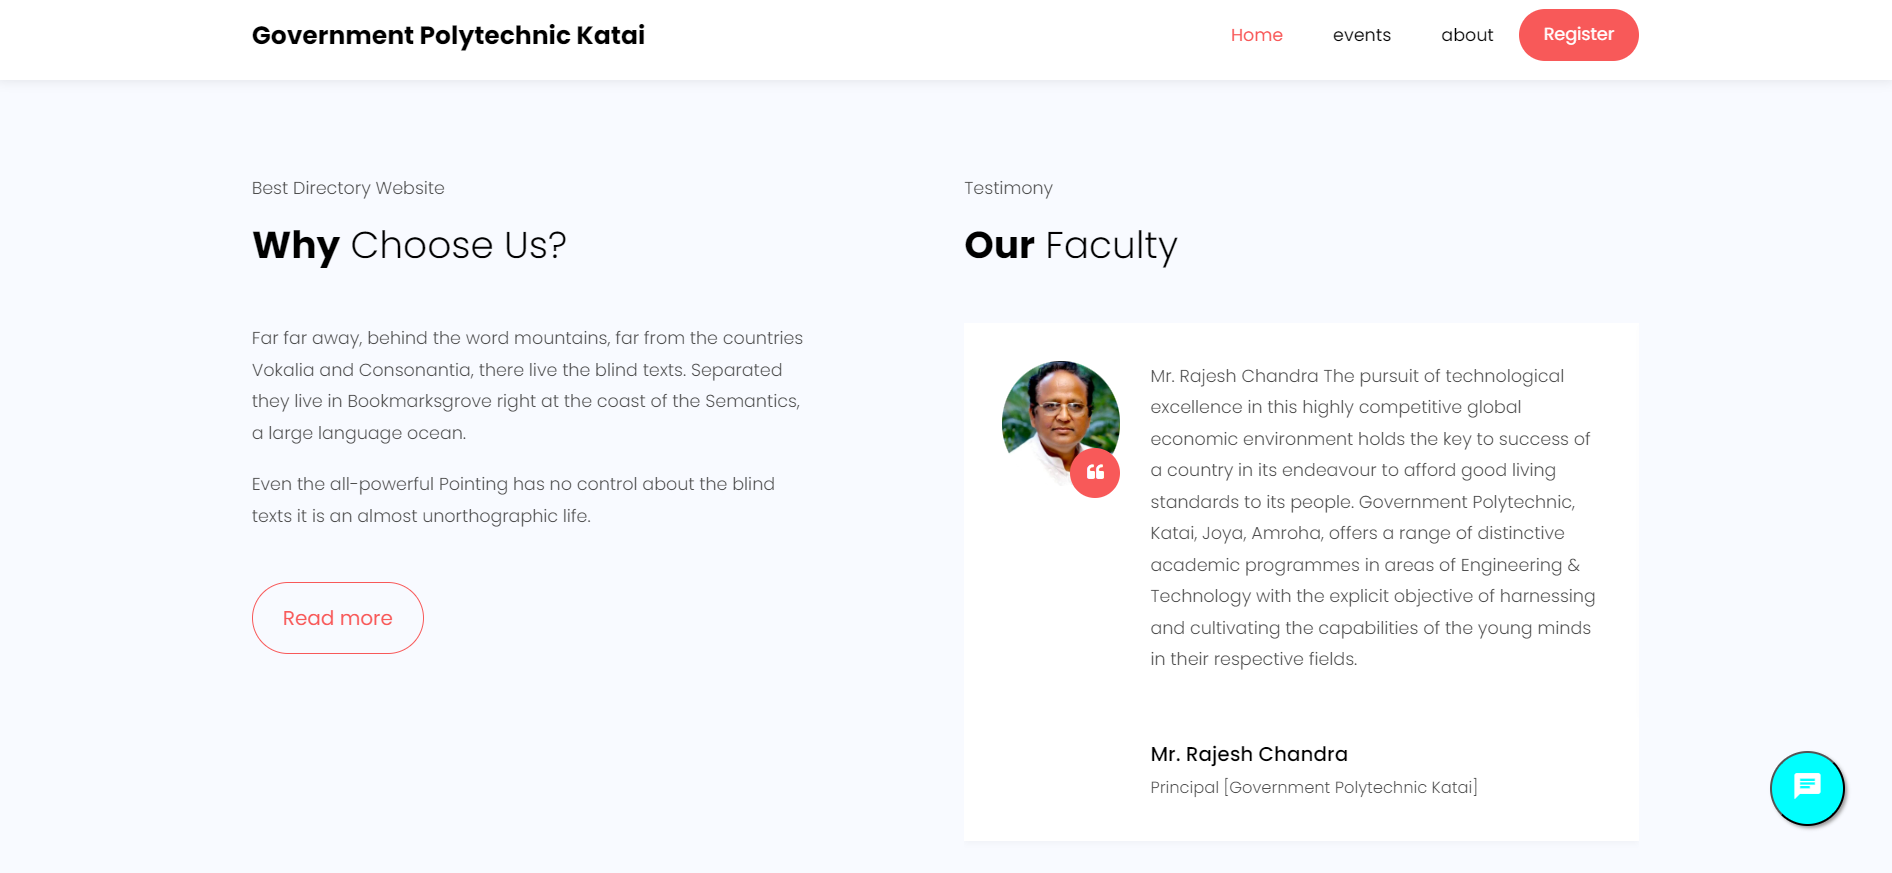 Government Polytechnic Katai
Home
events
about
Register
Best Directory Website
Why Choose Us?
Far far away, behind the word mountains, far from the countries
Vokalia and Consonantia, there live the blind texts. Separated
they live in Bookmarksgrove right at the coast of the Semantics,
a large language ocean.
Even the all-powerful Pointing has no control about the blind
texts it is an almost unorthographic life.
Read more
Testimony
Our Faculty
Mr. Rajesh Chandra The pursuit of technological
excellence in this highly competitive global
economic environment holds the key to success of
a country in its endeavour to afford good living
standards to its people. Government Polytechnic,
Katai, Joya, Amroha, offers a range of distinctive
academic programmes in areas of Engineering &
Technology with the explicit objective of harnessing
and cultivating the capabilities of the young minds
in their respective fields.
Mr. Rajesh Chandra
Principal [Government Polytechnic Katai]